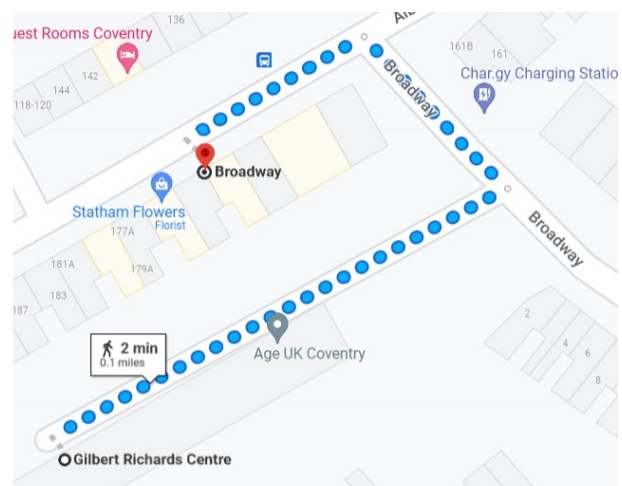 136
uest Rooms Coventry
142
144
118-120
161B
161
Char.gy Charging Statio
Broadway
Broadway
Statham Flowers
Florist
177A
179A
181A
183
187
Broadway
2
4
6
8
2 min
0.1 miles
Age UK Coventry
Gilbert Richards Centre